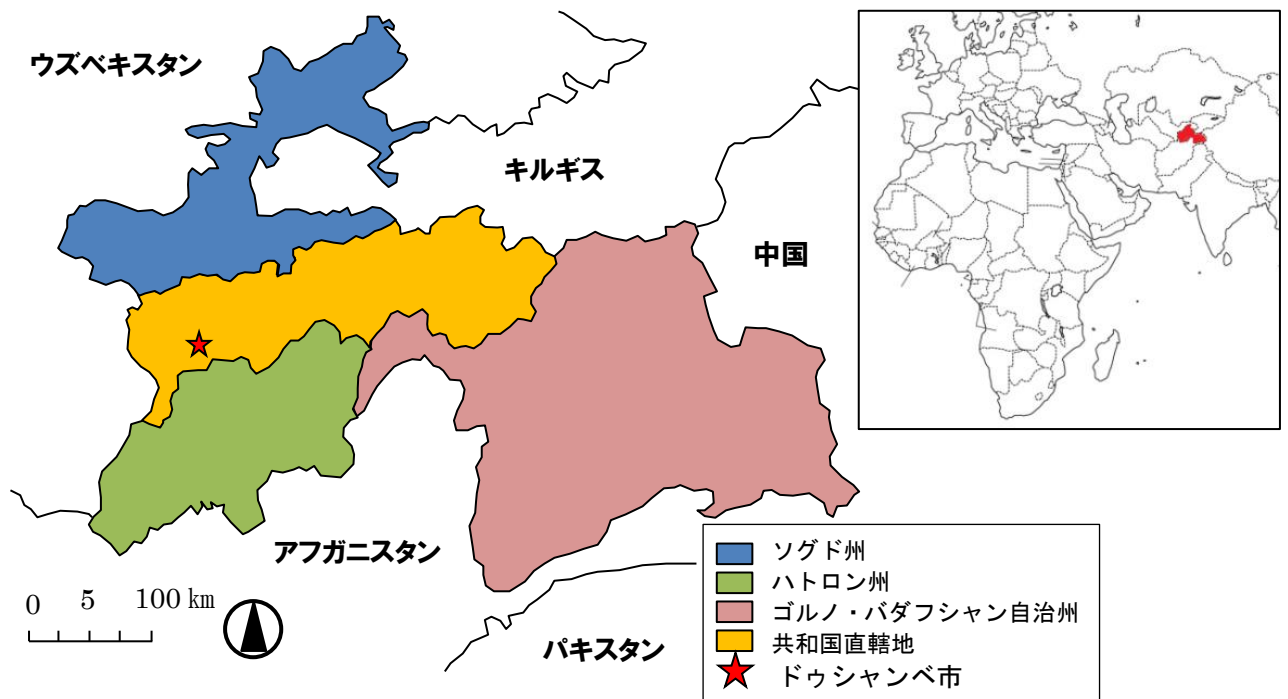 ウズベキスタン
キルギス
中国
アフガニスタン
パキスタン
0 5 100 ㎞
ソグド州
ハトロン州
ゴルノ・バダフシャン自治州
共和国直轄地
ドゥシャンベ市